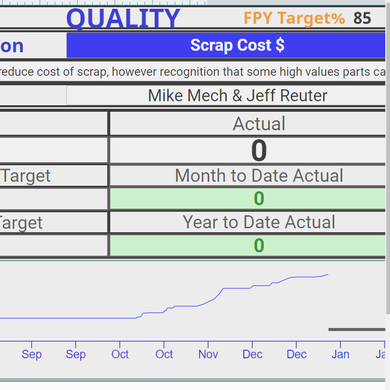 QUALITY FPY Target% 85
on Scrap Cost $
reduce cost of scrap, however recognition that some high values parts ca
Mike Mech & Jeff Reuter
Actual
0
Target Month to Date Actual
0
Target Year to Date Actual
0
Sep Sep Oct Oct Nov Dec Dec Jan Ja